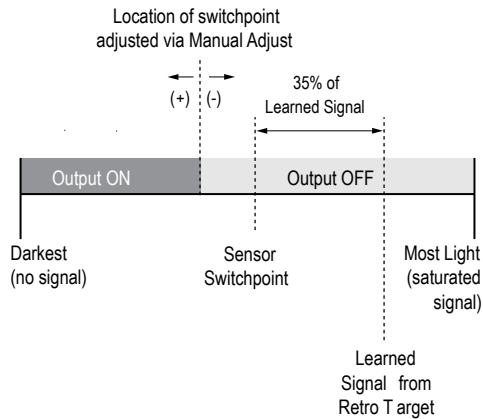 Location of switchpoint
adjusted via Manual Adjust
(+) (-)
35% of
Learned Signal
Output ON
Output OFF
Darkest
(no signal)
Sensor
Switchpoint
Most Light
(saturated
signal)
Learned
Signal from
Retro T arget